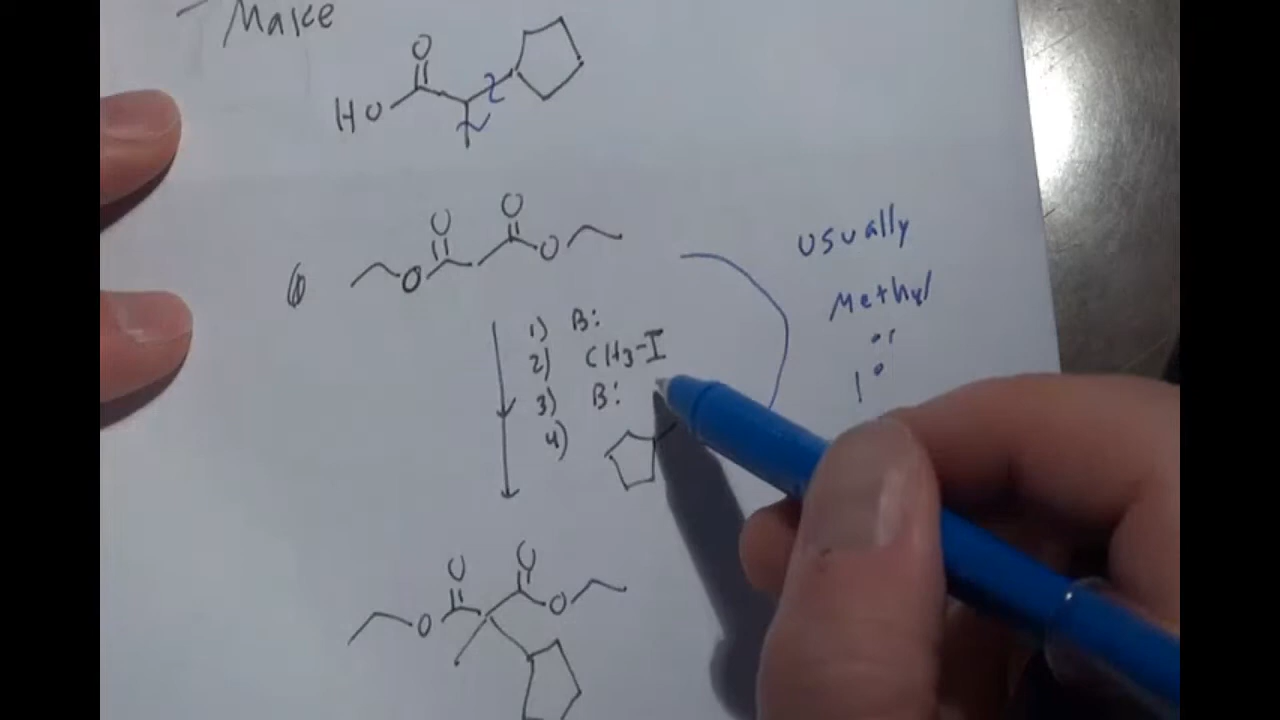 Make
O
HO
O O
O O
1) B:
2) CH3-I
3) B:
4)
usually
Methyl
or
1°
O O
O O